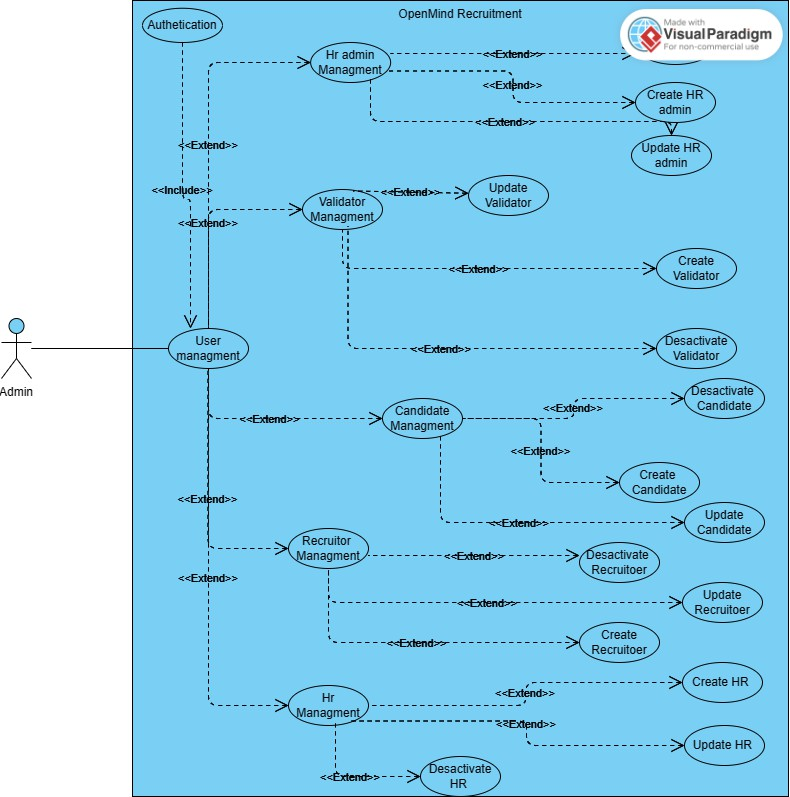 OpenMind Recruitment
Made with
VisualParadigm
For non-commercial use
Authetication
Hr admin
Managment
<<Extend>>
<<Extend>>
Create HR
admin
<<Extend>>
Update HR
admin
<<Extend>>
<<Include>>
<<Extend>>
Validator
Managment
<<Extend>>
Update
Validator
<<Extend>>
Create
Validator
<<Extend>>
Desactivate
Validator
User
managment
Admin
<<Extend>>
Candidate
Managment
<<Extend>>
Desactivate
Candidate
<<Extend>>
Create
Candidate
<<Extend>>
Update
Candidate
<<Extend>>
Recruitor
Managment
<<Extend>>
Desactivate
Recruitoer
<<Extend>>
<<Extend>>
Update
Recruitoer
<<Extend>>
Create
Recruitoer
Hr
Managment
<<Extend>>
Create HR
<<Extend>>
Update HR
<<Extend>>
Desactivate
HR